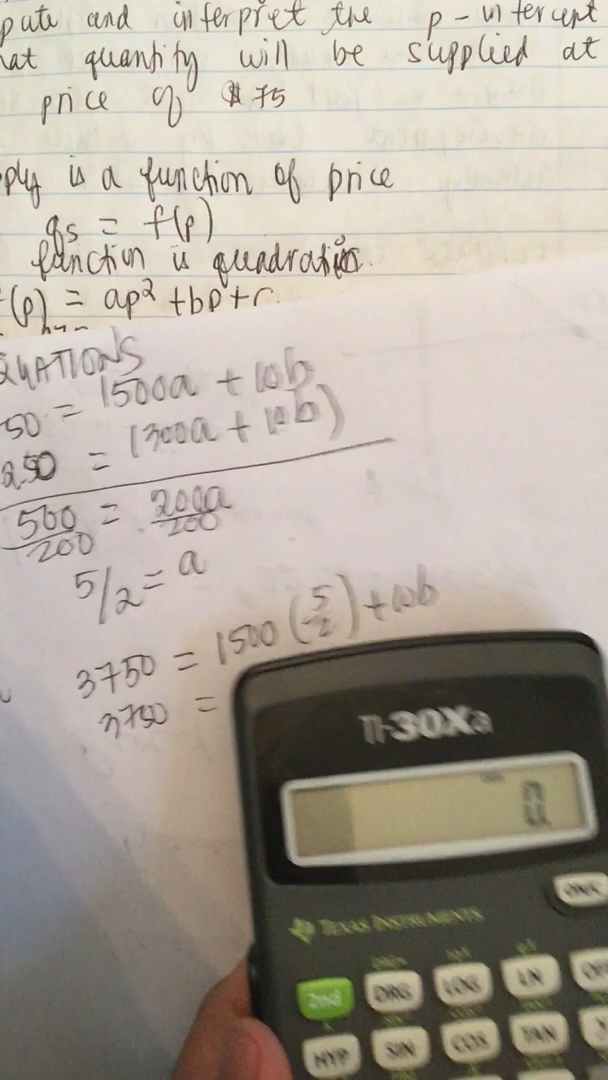 pute and interpret the p-intercept
hat quantity will be supplied at
price of $75
ply is a function of price
qs = f(p)
function is quadratic.
(p) = ap² + bp + c
QUATIONS
50 = 1500a + 10b
250 = (1300a + 10b)
500/200 = 200a/200
5/2 = a
3750 = 1500 (5/2) + 10b
3750 =
TI-30Xa
0.
TEXAS INSTRUMENTS
2nd DRG LOG LN
HYP SIN COS TAN